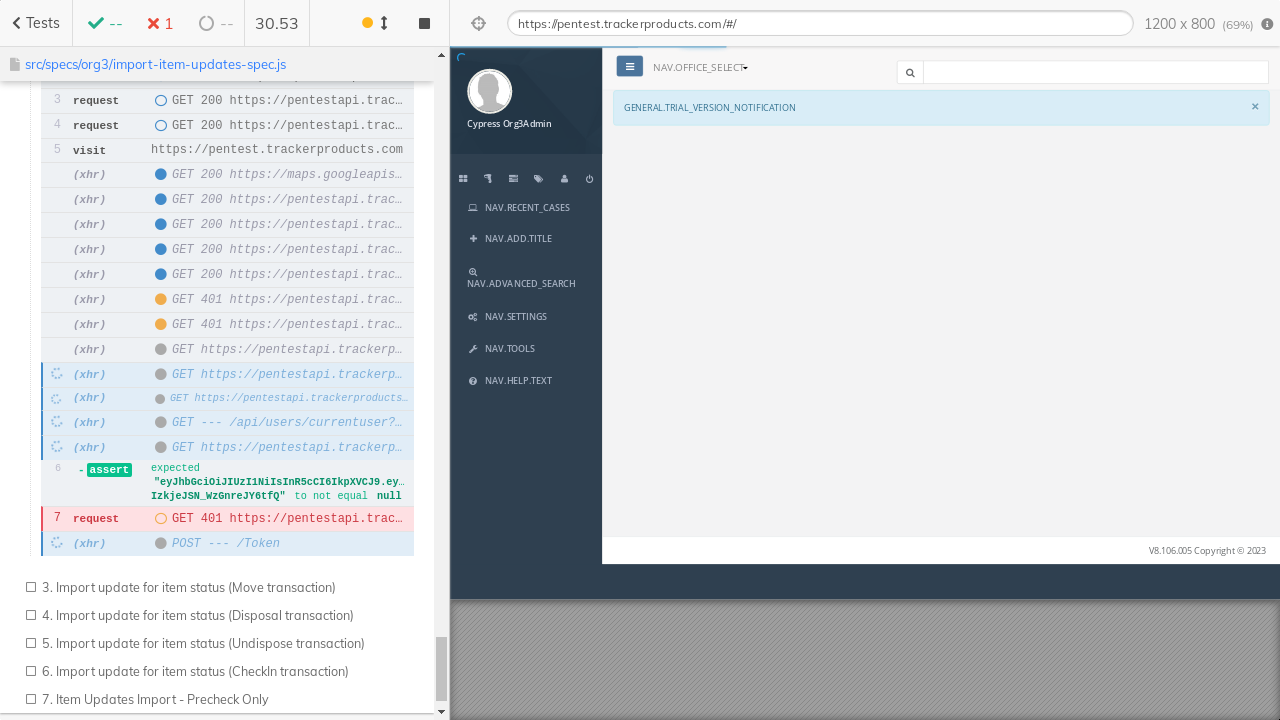 Tests
--
1
--
30.53
https://pentest.trackerproducts.com/#/
1200 x 800 (69%)
src/specs/org3/import-item-updates-spec.js
3 request GET 200 https://pentestapi.trac…
4 request GET 200 https://pentestapi.trac…
5 visit https://pentest.trackerproducts.com
(xhr) GET 200 https://maps.googleapis…
(xhr) GET 200 https://pentestapi.trac…
(xhr) GET 200 https://pentestapi.trac…
(xhr) GET 200 https://pentestapi.trac…
(xhr) GET 200 https://pentestapi.trac…
(xhr) GET 401 https://pentestapi.trac…
(xhr) GET 401 https://pentestapi.trac…
(xhr) GET https://pentestapi.trackerp…
(xhr) GET https://pentestapi.trackerp…
(xhr) GET https://pentestapi.trackerproducts…
(xhr) GET --- /api/users/currentuser?…
(xhr) GET https://pentestapi.trackerp…
6 -assert expected
"eyJhbGciOiJIUzI1NiIsInR5cCI6IkpXVCJ9.ey…
IzkjeJSN_WzGnreJY6tfQ" to not equal null
7 request GET 401 https://pentestapi.trac…
(xhr) POST --- /Token
3. Import update for item status (Move transaction)
4. Import update for item status (Disposal transaction)
5. Import update for item status (Undispose transaction)
6. Import update for item status (CheckIn transaction)
7. Item Updates Import - Precheck Only
Cypress Org3Admin
NAV.RECENT_CASES
NAV.ADD.TITLE
NAV.ADVANCED_SEARCH
NAV.SETTINGS
NAV.TOOLS
NAV.HELP.TEXT
NAV.OFFICE_SELECT
GENERAL.TRIAL_VERSION_NOTIFICATION
×
V8.106.005 Copyright © 2023